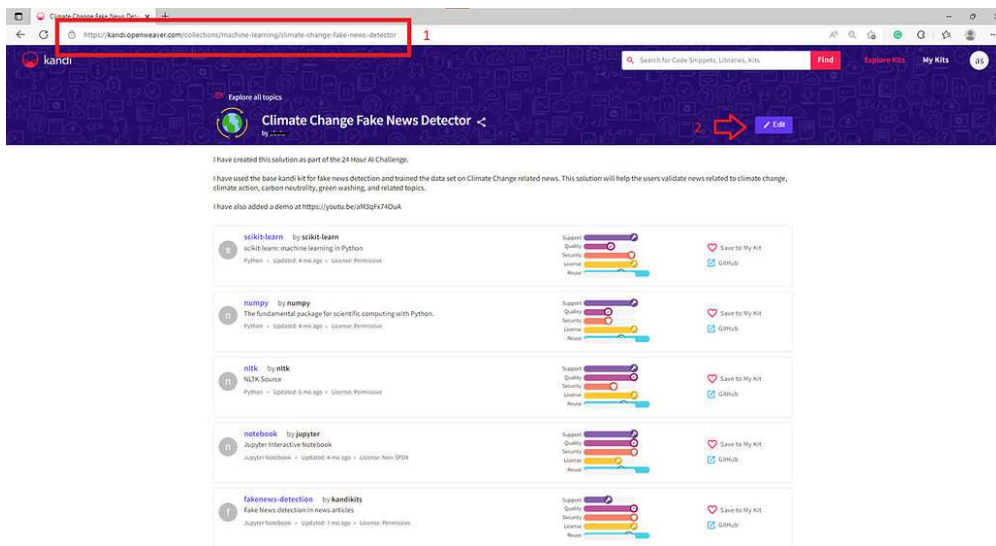 Climate Change Fake News Det
https://kandi.openweaver.com/collections/machine-learning/climate-change-fake-news-detector
1
kandi
Search for Code Snippets, Libraries, Kits
Find
Explore Kits
My Kits
as
Explore all topics
Climate Change Fake News Detector
by
2
Edit
I have created this solution as part of the 24 Hour AI Challenge.
I have used the base kandi kit for fake news detection and trained the data set on Climate Change related news. This solution will help the users validate news related to climate change,
climate action, carbon neutrality, green washing, and related topics.
I have also added a demo at https://youtu.be/aM3qFx74OuA
s
scikit-learn by scikit-learn
scikit-learn: machine learning in Python
Python • Updated: 4 mo ago • License: Permissive
Support
Quality
Security
License
Reuse
Save to My Kit
GitHub
n
numpy by numpy
The fundamental package for scientific computing with Python.
Python • Updated: 4 mo ago • License: Permissive
Support
Quality
Security
License
Reuse
Save to My Kit
GitHub
n
nltk by nltk
NLTK Source
Python • Updated: 6 mo ago • License: Permissive
Support
Quality
Security
License
Reuse
Save to My Kit
GitHub
n
notebook by jupyter
Jupyter Interactive Notebook
Jupyter Notebook • Updated: 4 mo ago • License: Non-SPDX
Support
Quality
Security
License
Reuse
Save to My Kit
GitHub
f
fakenews-detection by kandikits
Fake News detection in news articles
Jupyter Notebook • Updated: 7 mo ago • License: Permissive
Support
Quality
Security
License
Reuse
Save to My Kit
GitHub